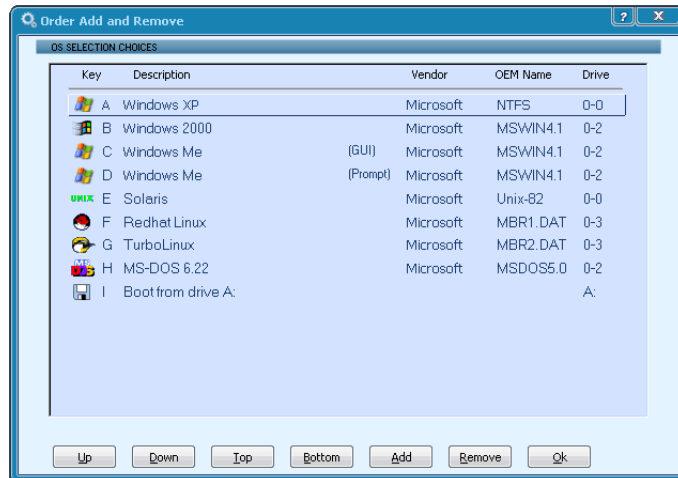 Order Add and Remove
? X
OS SELECTION CHOICES
Key Description Vendor OEM Name Drive
A Windows XP Microsoft NTFS 0-0
B Windows 2000 Microsoft MSWIN4.1 0-2
C Windows Me (GUI) Microsoft MSWIN4.1 0-2
D Windows Me (Prompt) Microsoft MSWIN4.1 0-2
UNIX E Solaris Microsoft Unix-82 0-0
F Redhat Linux Microsoft MBR1.DAT 0-3
G TurboLinux Microsoft MBR2.DAT 0-3
MS DOS H MS-DOS 6.22 Microsoft MSDOS5.0 0-2
I Boot from drive A: A:
Up Down Top Bottom Add Remove Ok